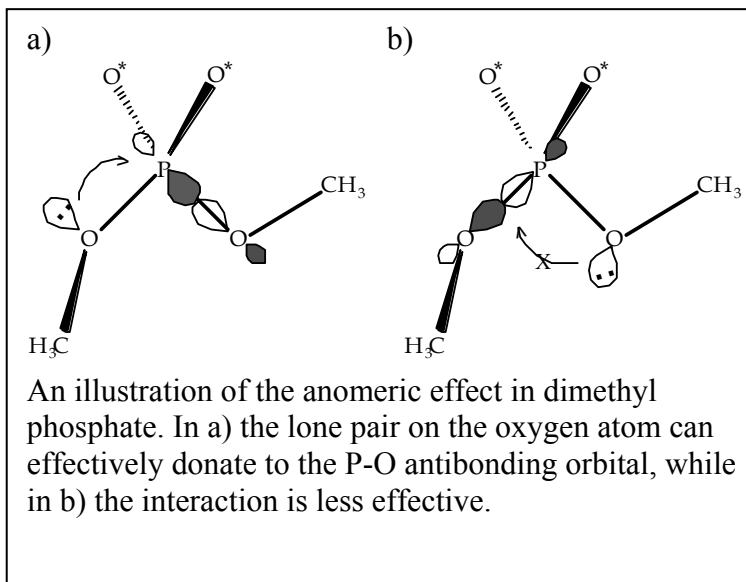 a)
b)
O*
O*
O*
O*
P
P
CH3
CH3
O
O
O
O
X
H3C
H3C
An illustration of the anomeric effect in dimethyl
phosphate. In a) the lone pair on the oxygen atom can
effectively donate to the P-O antibonding orbital, while
in b) the interaction is less effective.